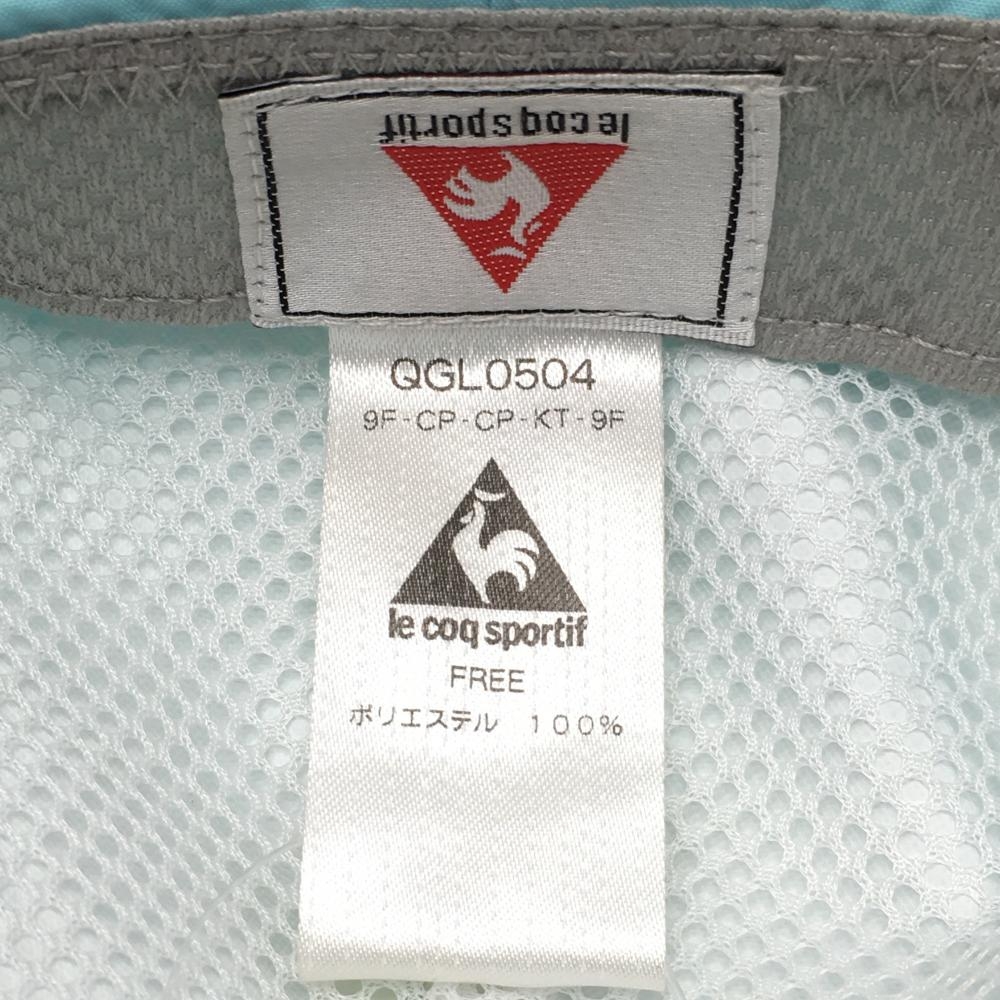 le coq sportif
QGL0504
9F-CP-CP-KT-9F
le coq sportif
FREE
ポリエステル 100%